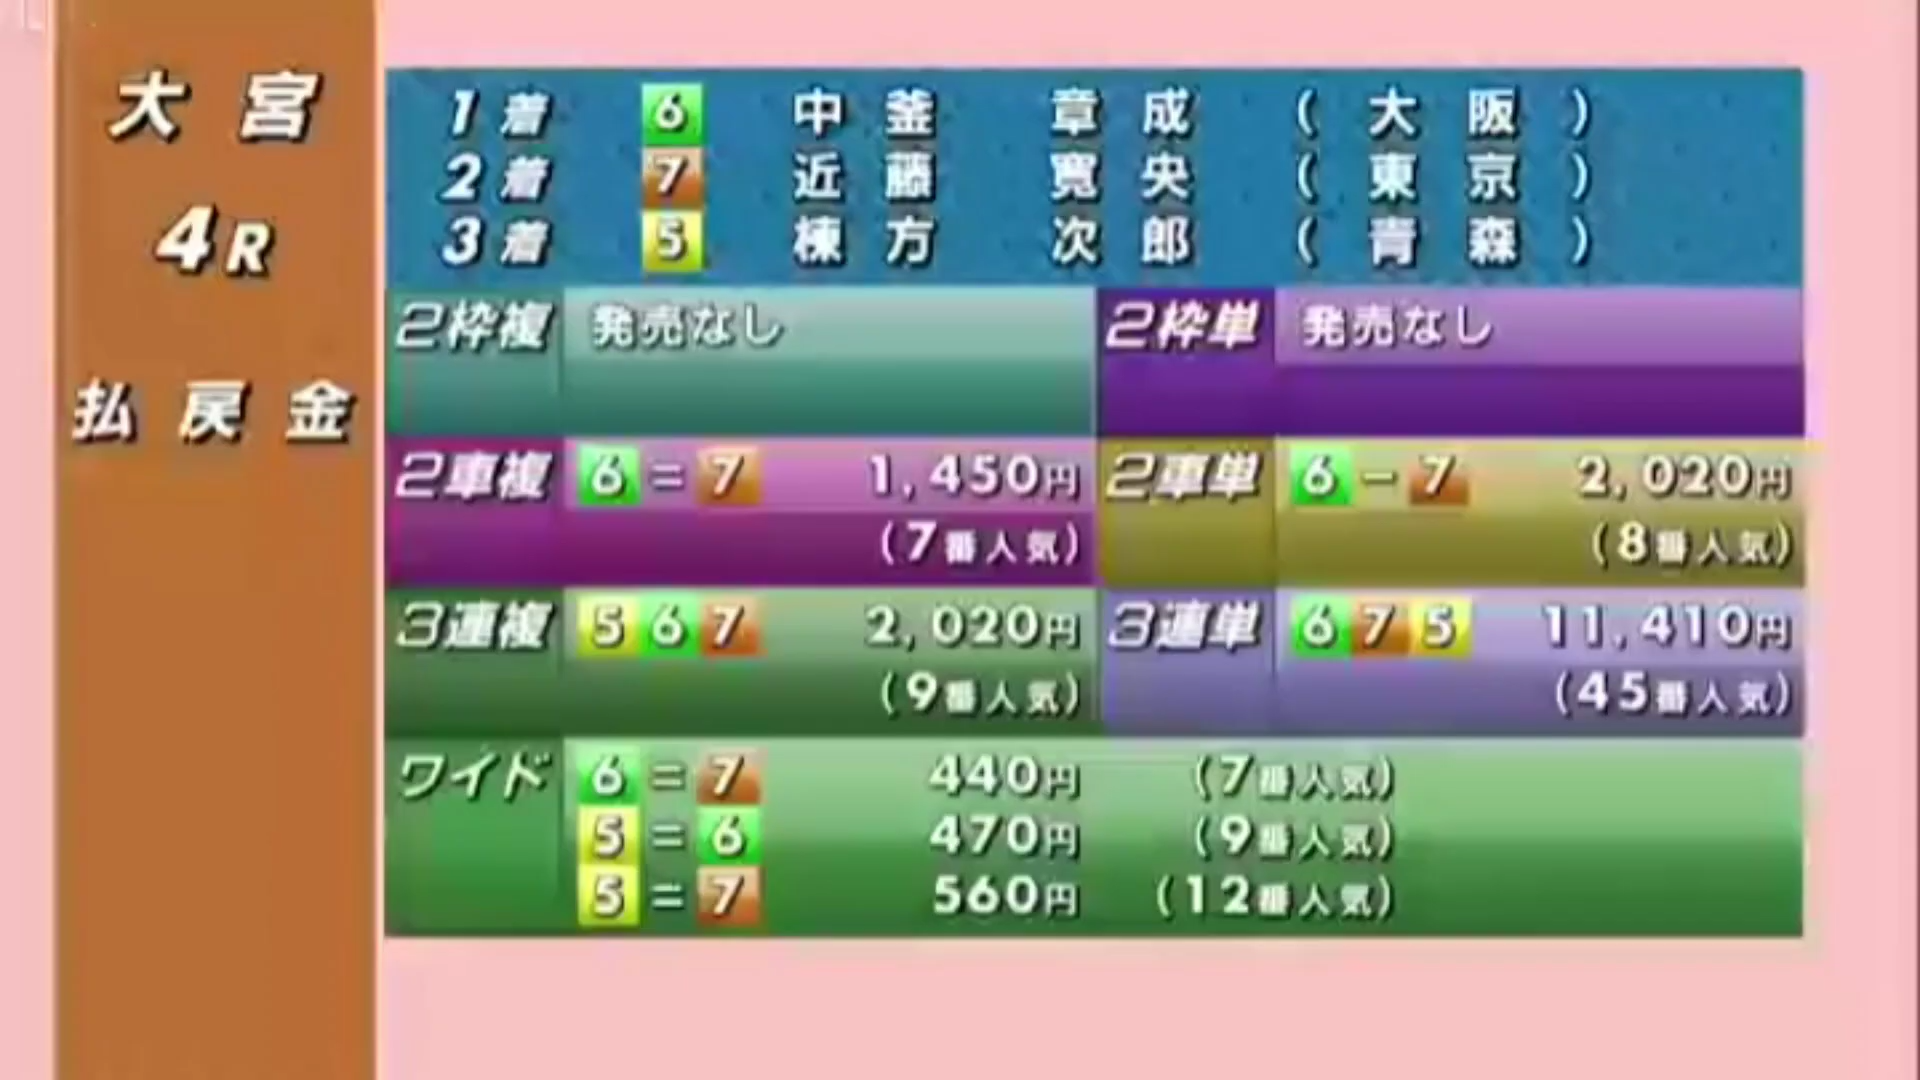 大宮
4R
払戻金
1着 6 中釜 章成 (大阪)
2着 7 近藤 寛央 (東京)
3着 5 棟方 次郎 (青森)
2枠複 発売なし
2枠単 発売なし
2車複 6=7 1,450円
(7番人気)
2車単 6-7 2,020円
(8番人気)
3連複 5 6 7 2,020円
(9番人気)
3連単 6 7 5 11,410円
(45番人気)
ワイド 6=7 440円 (7番人気)
5=6 470円 (9番人気)
5=7 560円 (12番人気)